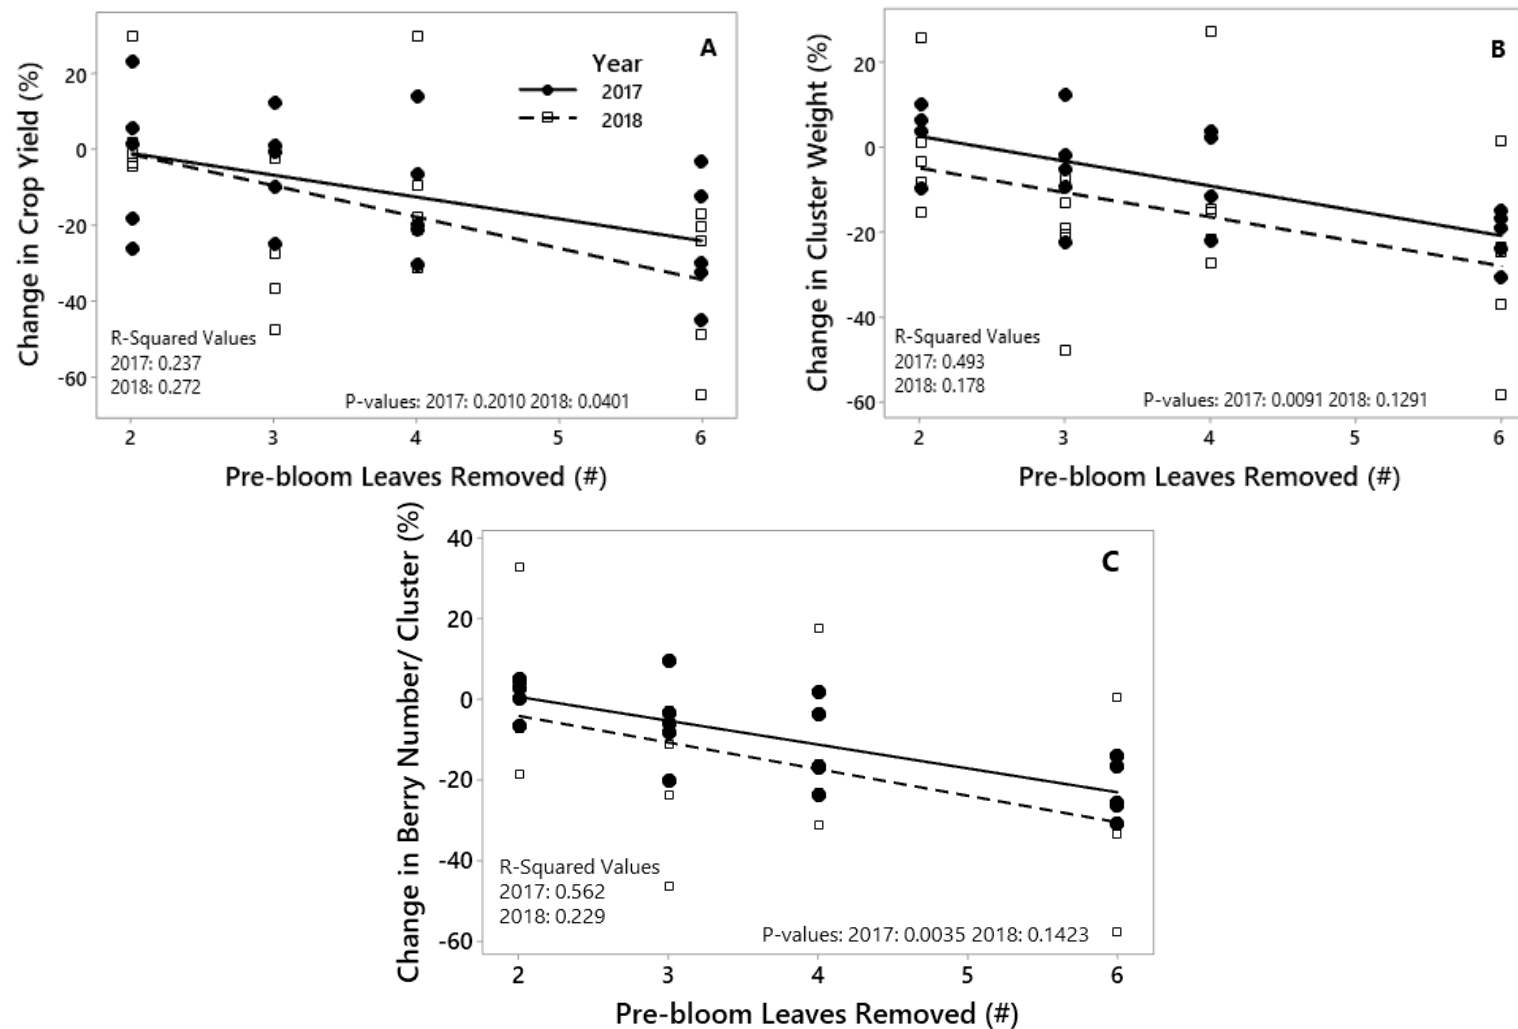 A
Change in Crop Yield (%)
20
0
-20
-40
-60
Year
2017
2018
R-Squared Values
2017: 0.237
2018: 0.272
P-values: 2017: 0.2010 2018: 0.0401
2 3 4 5 6
Pre-bloom Leaves Removed (#)
B
Change in Cluster Weight (%)
20
0
-20
-40
-60
R-Squared Values
2017: 0.493
2018: 0.178
P-values: 2017: 0.0091 2018: 0.1291
2 3 4 5 6
Pre-bloom Leaves Removed (#)
C
Change in Berry Number/ Cluster (%)
40
20
0
-20
-40
-60
R-Squared Values
2017: 0.562
2018: 0.229
P-values: 2017: 0.0035 2018: 0.1423
2 3 4 5 6
Pre-bloom Leaves Removed (#)